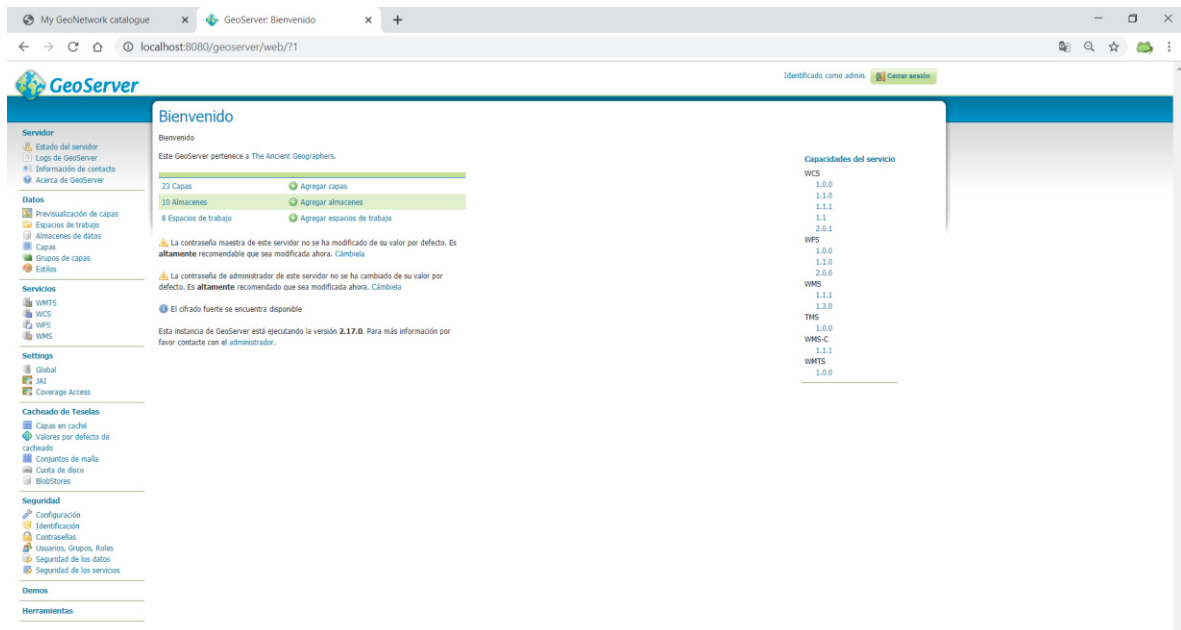 My GeoNetwork catalogue
GeoServer: Bienvenido
localhost:8080/geoserver/web/?1
GeoServer
Identificado como admin.
Cerrar sesión
Servidor
Estado del servidor
Logs de GeoServer
Información de contacto
Acerca de GeoServer
Datos
Previsualización de capas
Espacios de trabajo
Almacenes de datos
Capas
Grupos de capas
Estilos
Servicios
WMTS
WCS
WFS
WMS
Settings
Global
JAI
Coverage Access
Cacheado de Teselas
Capas en caché
Valores por defecto de
cacheado
Conjuntos de malla
Cuota de disco
BlobStores
Seguridad
Configuración
Identificación
Contraseñas
Usuarios, Grupos, Roles
Seguridad de los datos
Seguridad de los servicios
Demos
Herramientas
Bienvenido
Bienvenido
Este GeoServer pertenece a The Ancient Geographers.
23 Capas Agregar capas
10 Almacenes Agregar almacenes
8 Espacios de trabajo Agregar espacios de trabajo
La contraseña maestra de este servidor no se ha modificado de su valor por defecto. Es
altamente recomendable que sea modificada ahora. Cámbiela
La contraseña de administrador de este servidor no se ha cambiado de su valor por
defecto. Es altamente recomendado que sea modificada ahora. Cámbiela
El cifrado fuerte se encuentra disponible
Esta instancia de GeoServer está ejecutando la versión 2.17.0. Para más información por
favor contacte con el administrador.
Capacidades del servicio
WCS
1.0.0
1.1.0
1.1.1
1.1
2.0.1
WFS
1.0.0
1.1.0
2.0.0
WMS
1.1.1
1.3.0
TMS
1.0.0
WMS-C
1.1.1
WMTS
1.0.0